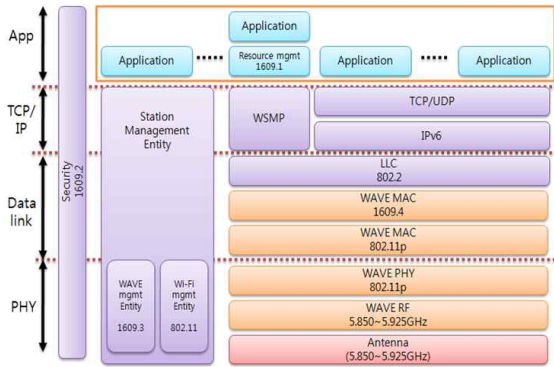 App
TCP/
IP
Data
link
PHY
Security
1609.2
Application
Application
Resource mgmt
1609.1
Application
Application
Station
Management
Entity
WSMP
TCP/UDP
IPv6
LLC
802.2
WAVE MAC
1609.4
WAVE MAC
802.11p
WAVE
mgmt
Entity
1609.3
Wi-Fi
mgmt
Entity
802.11
WAVE PHY
802.11p
WAVE RF
5.850~5.925GHz
Antenna
(5.850~5.925GHz)